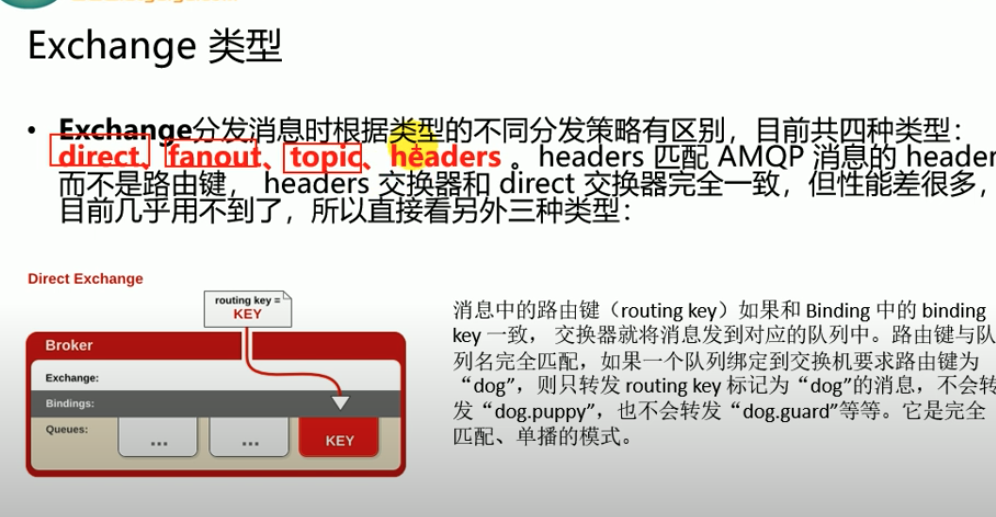 Exchange 类型
• Exchange分发消息时根据类型的不同分发策略有区别，目前共四种类型：
direct、fanout、topic、headers 。headers 匹配 AMQP 消息的 header
而不是路由键， headers 交换器和 direct 交换器完全一致，但性能差很多，
目前几乎用不到了，所以直接看另外三种类型：
Direct Exchange
routing key =
KEY
Broker
Exchange:
Bindings:
Queues:
...
...
KEY
消息中的路由键（routing key）如果和 Binding 中的 binding
key 一致， 交换器就将消息发到对应的队列中。路由键与队
列名完全匹配，如果一个队列绑定到交换机要求路由键为
“dog”，则只转发 routing key 标记为“dog”的消息，不会转
发“dog.puppy”，也不会转发“dog.guard”等等。它是完全
匹配、单播的模式。